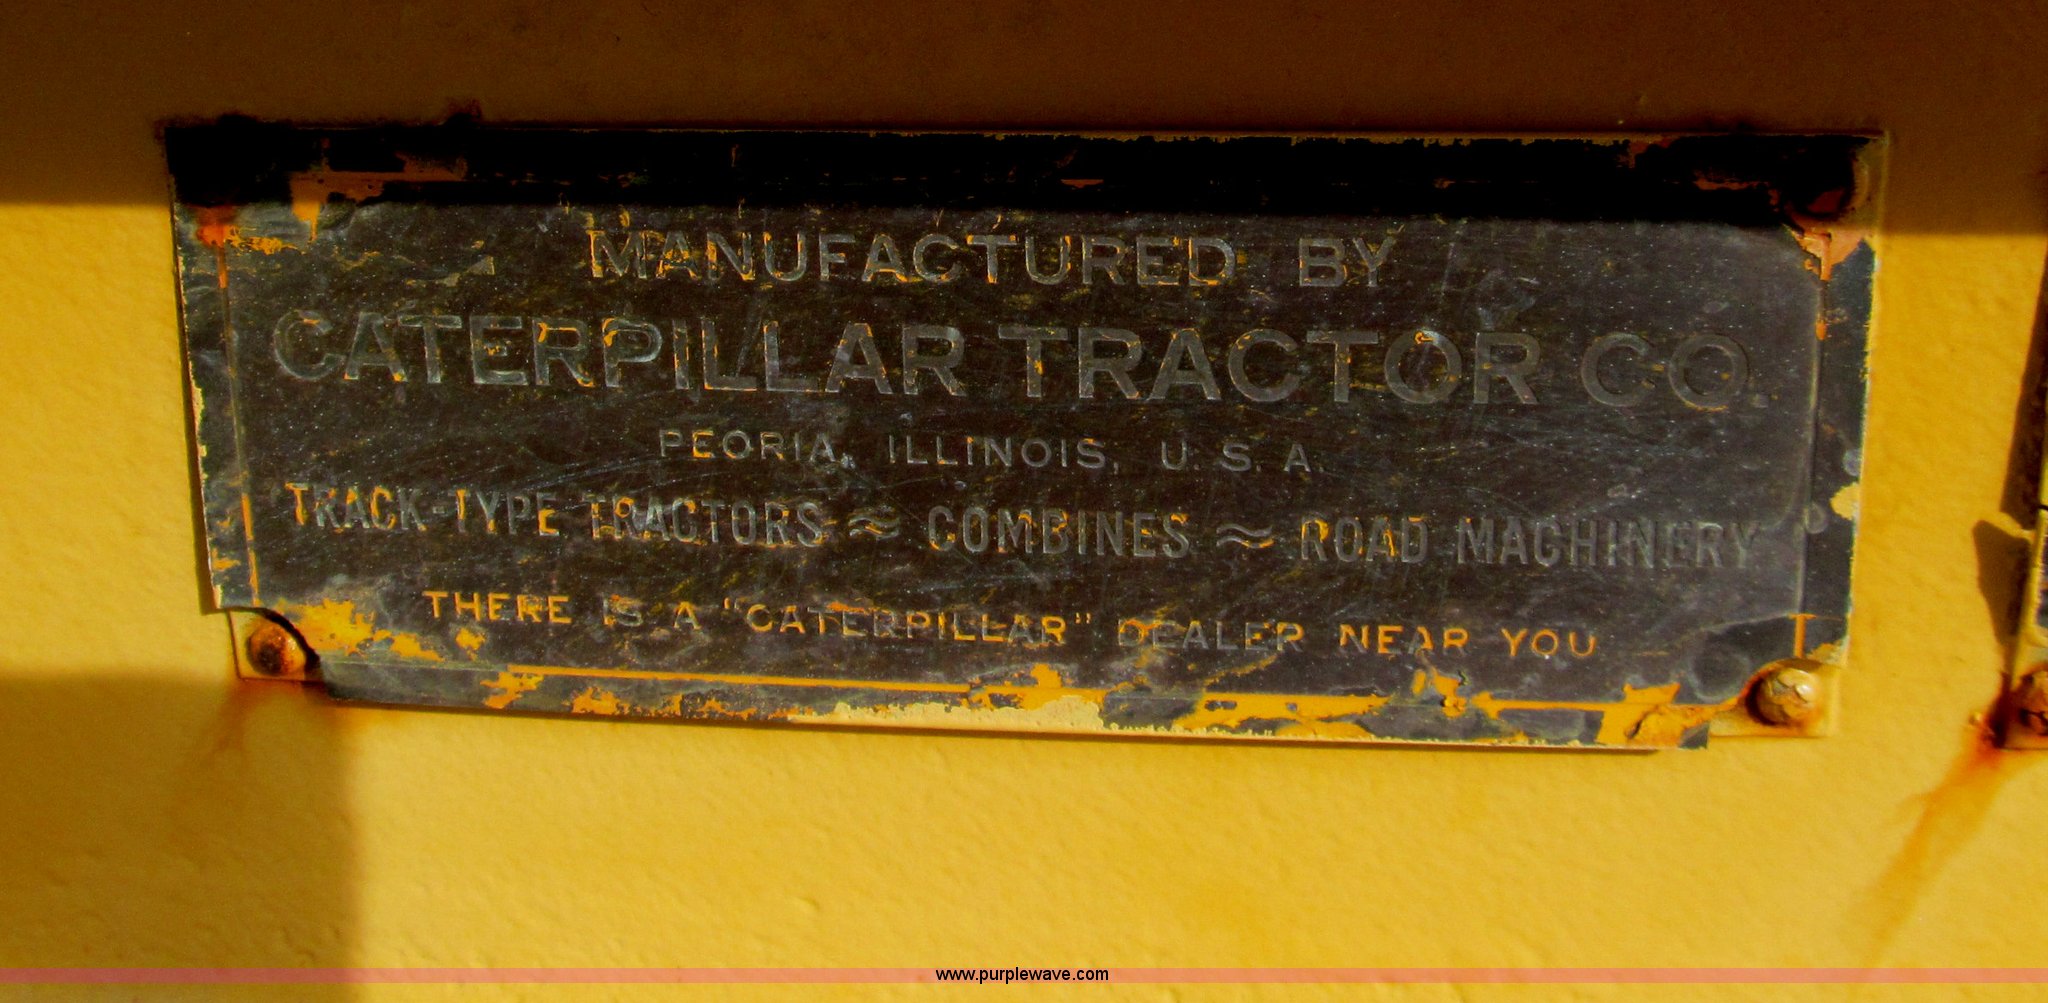 MANUFACTURED BY
CATERPILLAR TRACTOR CO.
PEORIA, ILLINOIS, U.S.A.
TRACK-TYPE TRACTORS ≈ COMBINES ≈ ROAD MACHINERY
THERE IS A "CATERPILLAR" DEALER NEAR YOU
www.purplewave.com